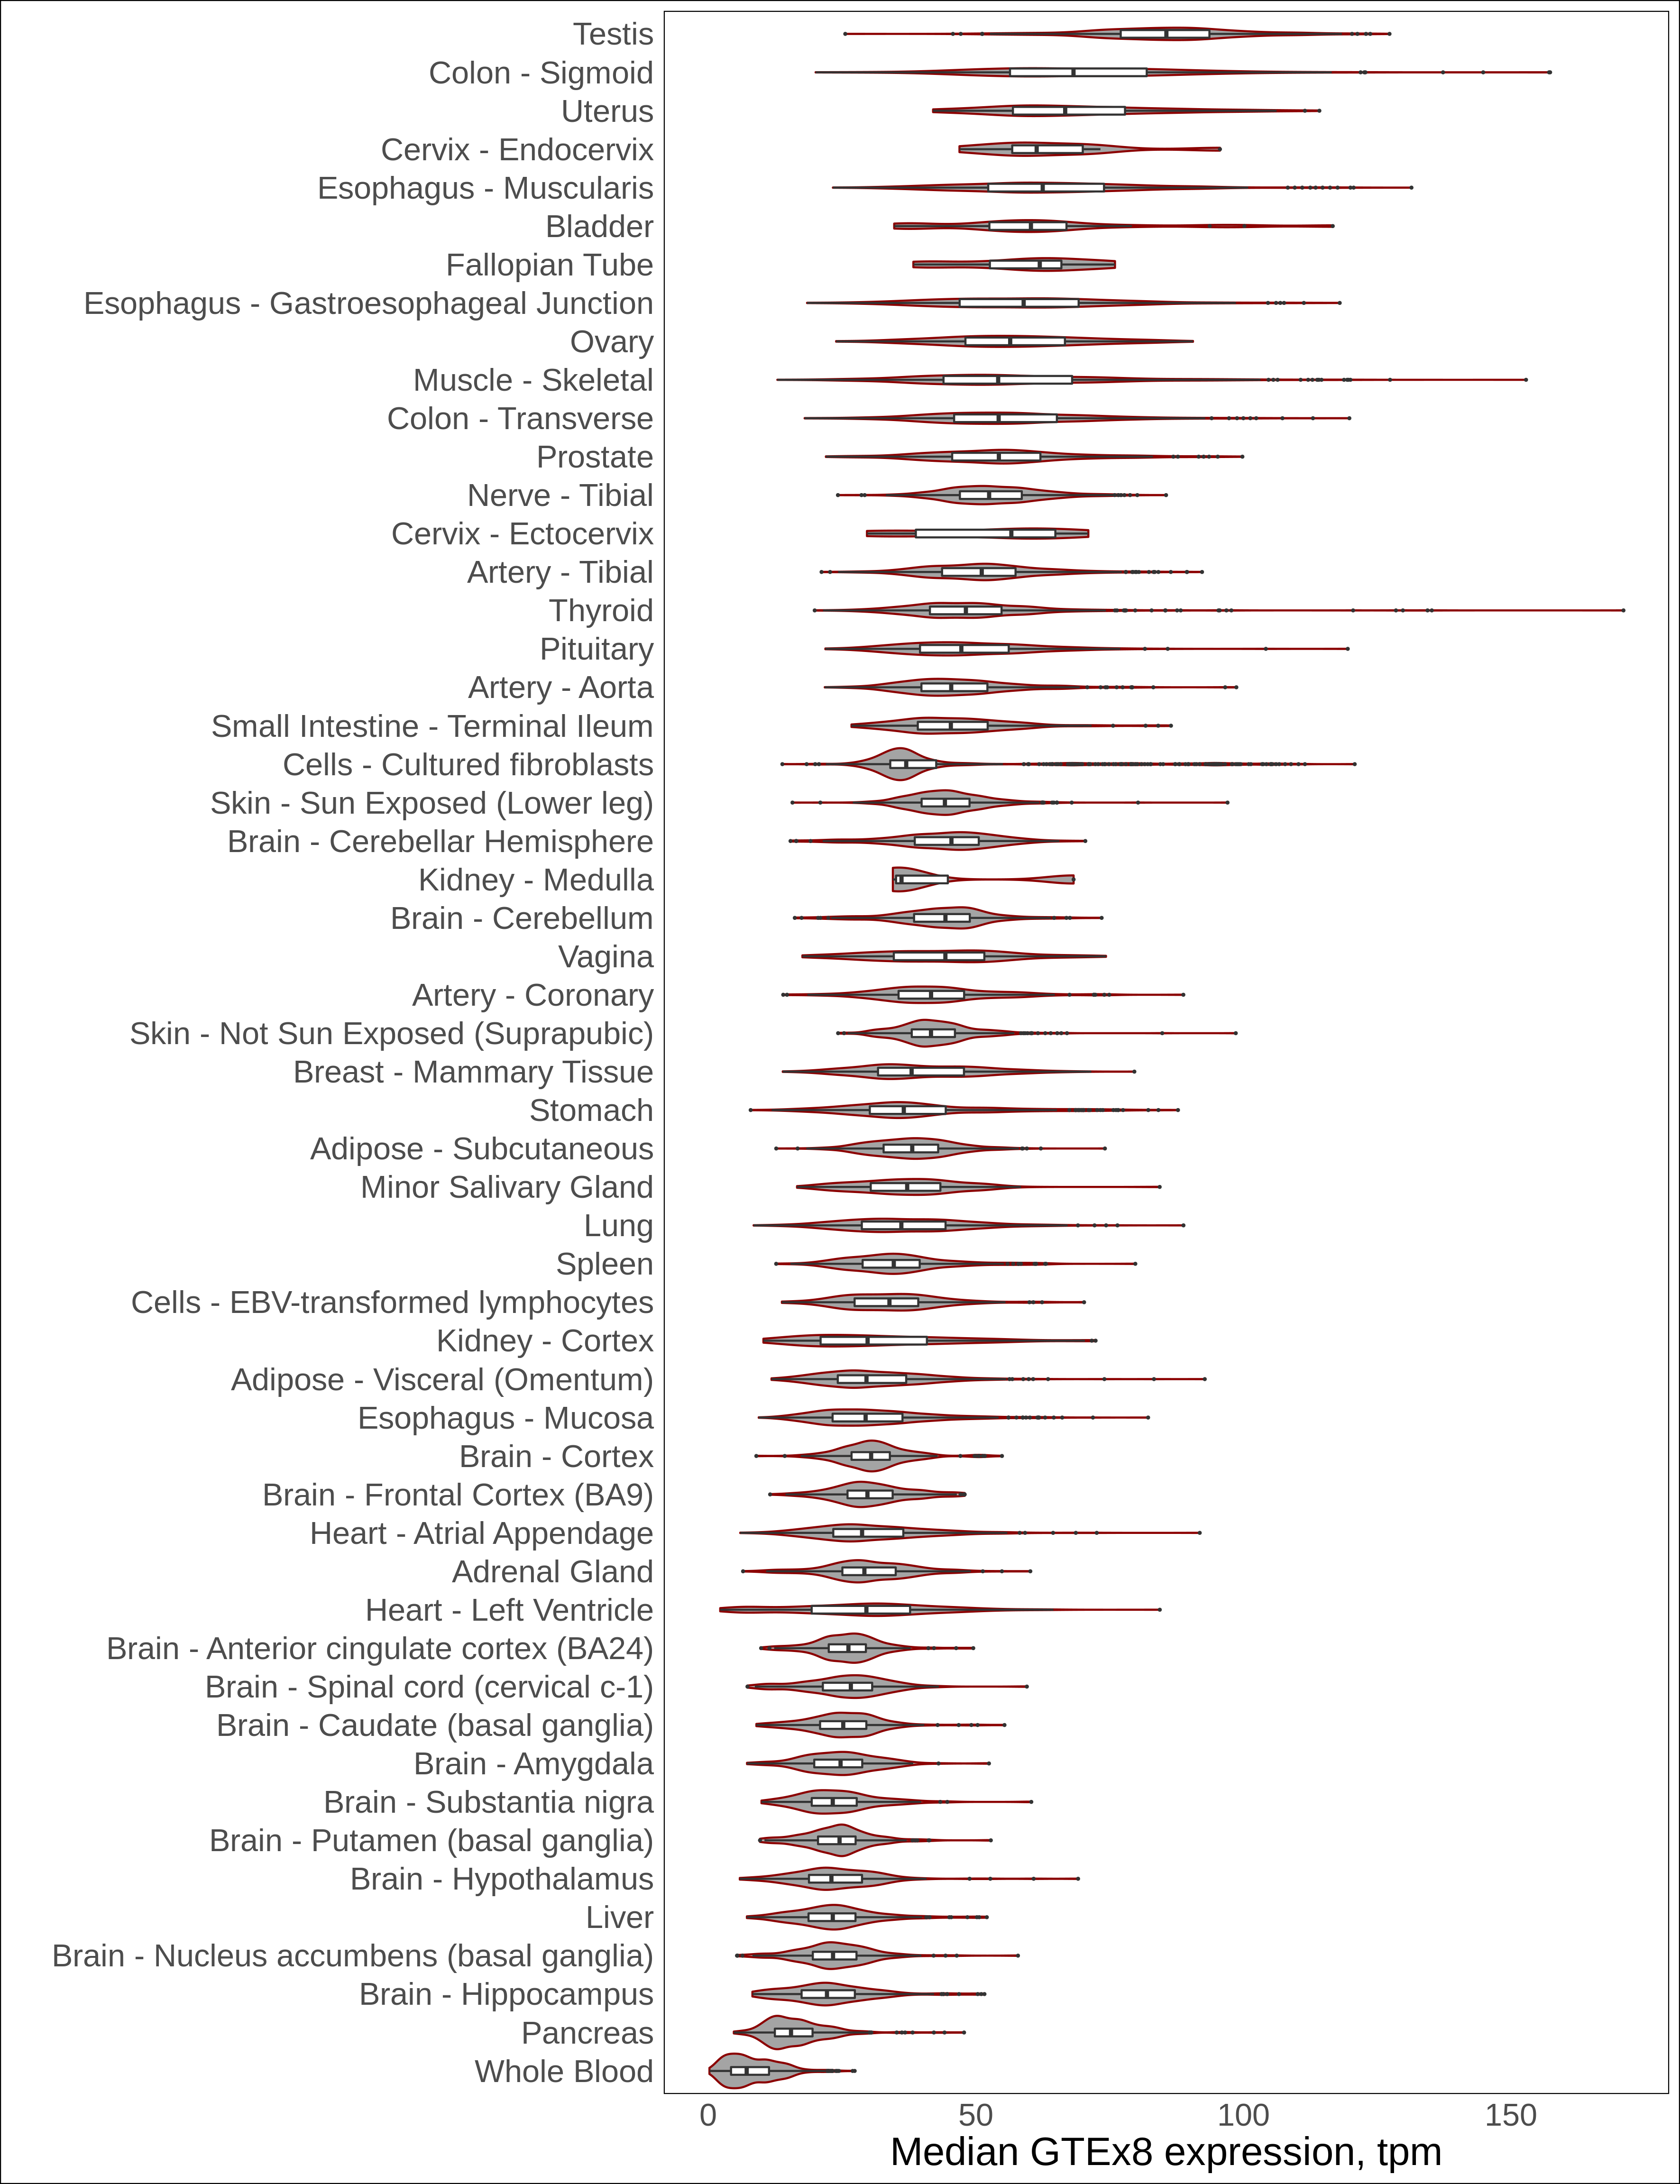 Testis
Colon - Sigmoid
Uterus
Cervix - Endocervix
Esophagus - Muscularis
Bladder
Fallopian Tube
Esophagus - Gastroesophageal Junction
Ovary
Muscle - Skeletal
Colon - Transverse
Prostate
Nerve - Tibial
Cervix - Ectocervix
Artery - Tibial
Thyroid
Pituitary
Artery - Aorta
Small Intestine - Terminal Ileum
Cells - Cultured fibroblasts
Skin - Sun Exposed (Lower leg)
Brain - Cerebellar Hemisphere
Kidney - Medulla
Brain - Cerebellum
Vagina
Artery - Coronary
Skin - Not Sun Exposed (Suprapubic)
Breast - Mammary Tissue
Stomach
Adipose - Subcutaneous
Minor Salivary Gland
Lung
Spleen
Cells - EBV-transformed lymphocytes
Kidney - Cortex
Adipose - Visceral (Omentum)
Esophagus - Mucosa
Brain - Cortex
Brain - Frontal Cortex (BA9)
Heart - Atrial Appendage
Adrenal Gland
Heart - Left Ventricle
Brain - Anterior cingulate cortex (BA24)
Brain - Spinal cord (cervical c-1)
Brain - Caudate (basal ganglia)
Brain - Amygdala
Brain - Substantia nigra
Brain - Putamen (basal ganglia)
Brain - Hypothalamus
Liver
Brain - Nucleus accumbens (basal ganglia)
Brain - Hippocampus
Pancreas
Whole Blood
0 50 100 150
Median GTEx8 expression, tpm